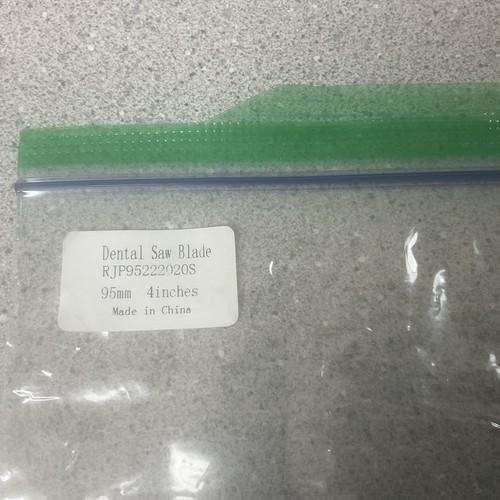 Dental Saw Blade
RJP95222020S
95mm 4inches
Made in China